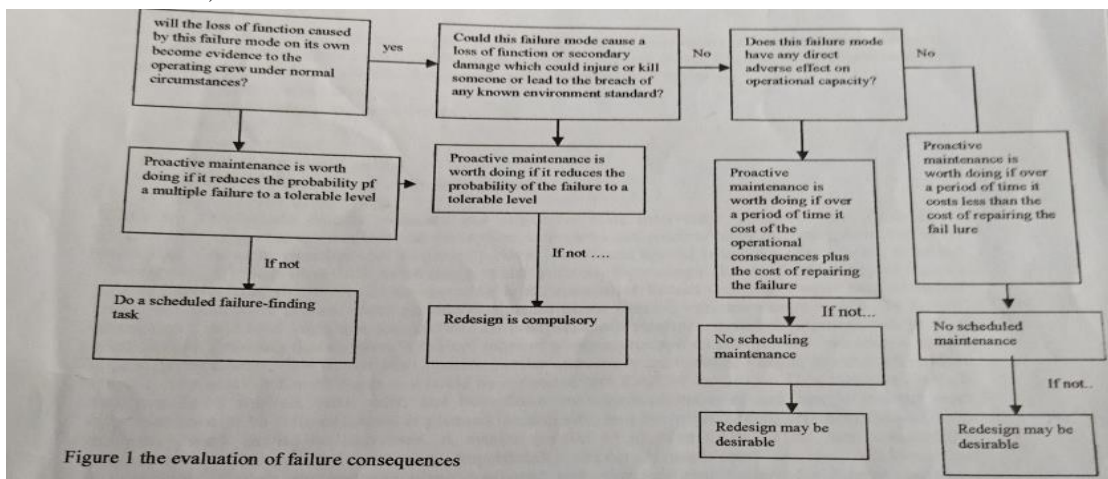 will the loss of function caused
by this failure mode on its own
become evidence to the
operating crew under normal
circumstances?
yes
Could this failure mode cause a
loss of function or secondary
damage which could injure or kill
someone or lead to the breach of
any known environment standard?
No
Does this failure mode
have any direct
adverse effect on
operational capacity?
No
Proactive maintenance is worth
doing if it reduces the probability pf
a multiple failure to a tolerable level
Proactive maintenance is
worth doing if it reduces the
probability of the failure to a
tolerable level
Proactive
maintenance is
worth doing if over
a period of time it
cost of the
operational
consequences plus
the cost of repairing
the failure
Proactive
maintenance is
worth doing if over
a period of time it
costs less than the
cost of repairing the
fail lure
If not
If not ....
If not...
Do a scheduled failure-finding
task
Redesign is compulsory
No scheduling
maintenance
No scheduled
maintenance
If not..
Redesign may be
desirable
Redesign may be
desirable
Figure 1 the evaluation of failure consequences